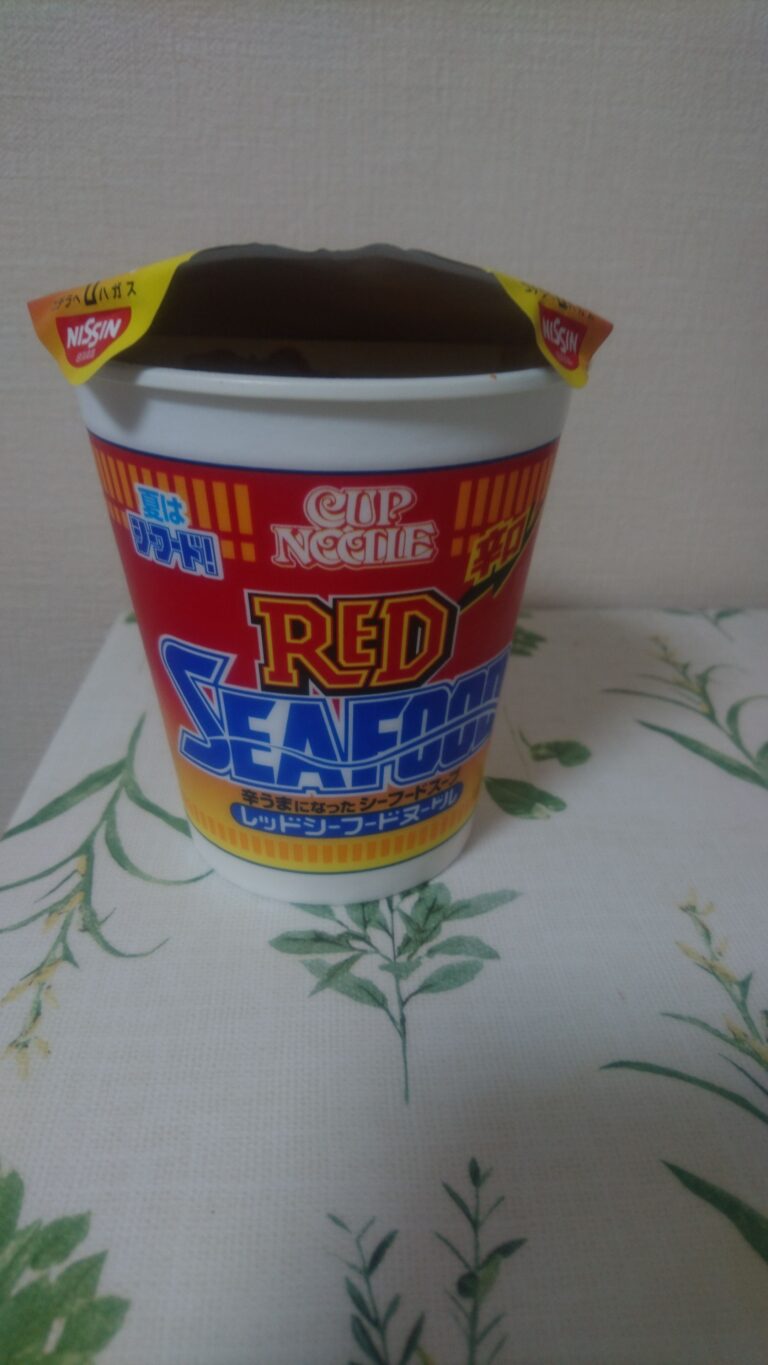 NISSIN
NISSIN
夏は
シーフード!
CUP
NOODLE
辛口
RED
SEAFOOD
辛うまになったシーフードスープ
レッドシーフードヌードル